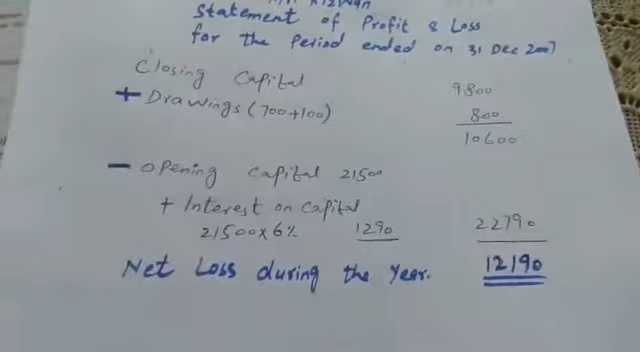 Statement of Profit & Loss
for the Period ended on 31 Dec 2007
Closing Capital 9800
+ Drawings (700+100) 800
10600
- Opening Capital 21500
+ Interest on Capital
21500x6% 1290 22790
Net Loss during the year. 12190